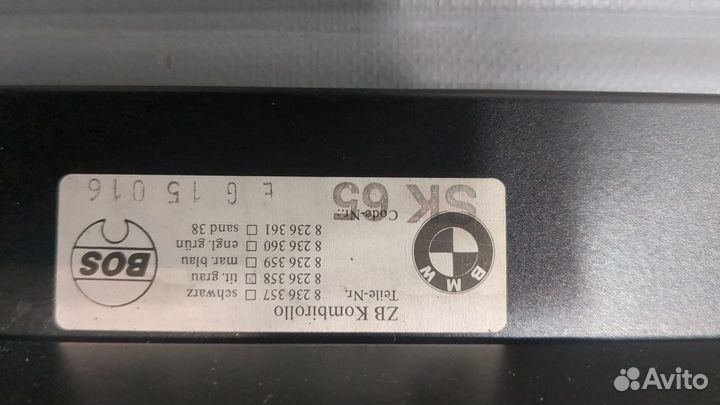 ZB Kombirollo
Teile-Nr.
8 236 357 □ schwarz
8 236 358 ☒ tit. grau
8 236 359 □ mar. blau
8 236 360 □ engl. grün
8 236 361 □ sand 38
Code-Nr.: SK 65
G 15 016
BMW
BOS
Avito